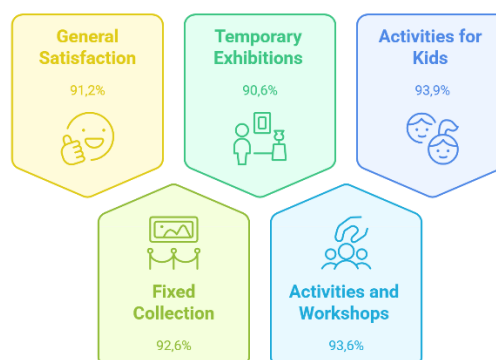 General
Satisfaction
91,2%
Temporary
Exhibitions
90,6%
Activities for
Kids
93,9%
Fixed
Collection
92,6%
Activities and
Workshops
93,6%